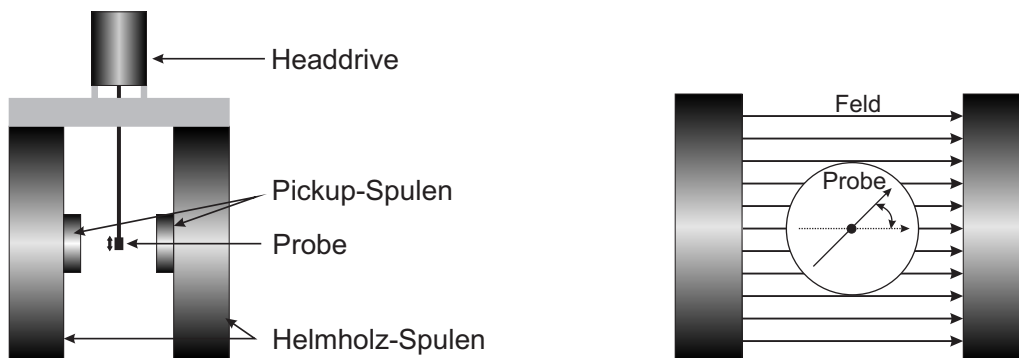 Headdrive
Pickup-Spulen
Probe
Helmholz-Spulen
Feld
Probe